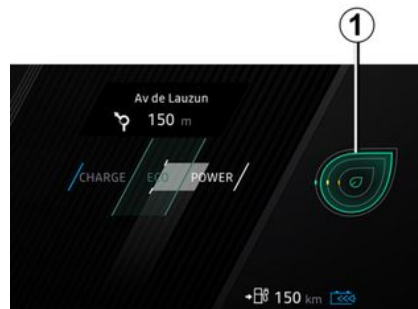 1
Av de Lauzun
150 m
CHARGE ECO POWER
150 km